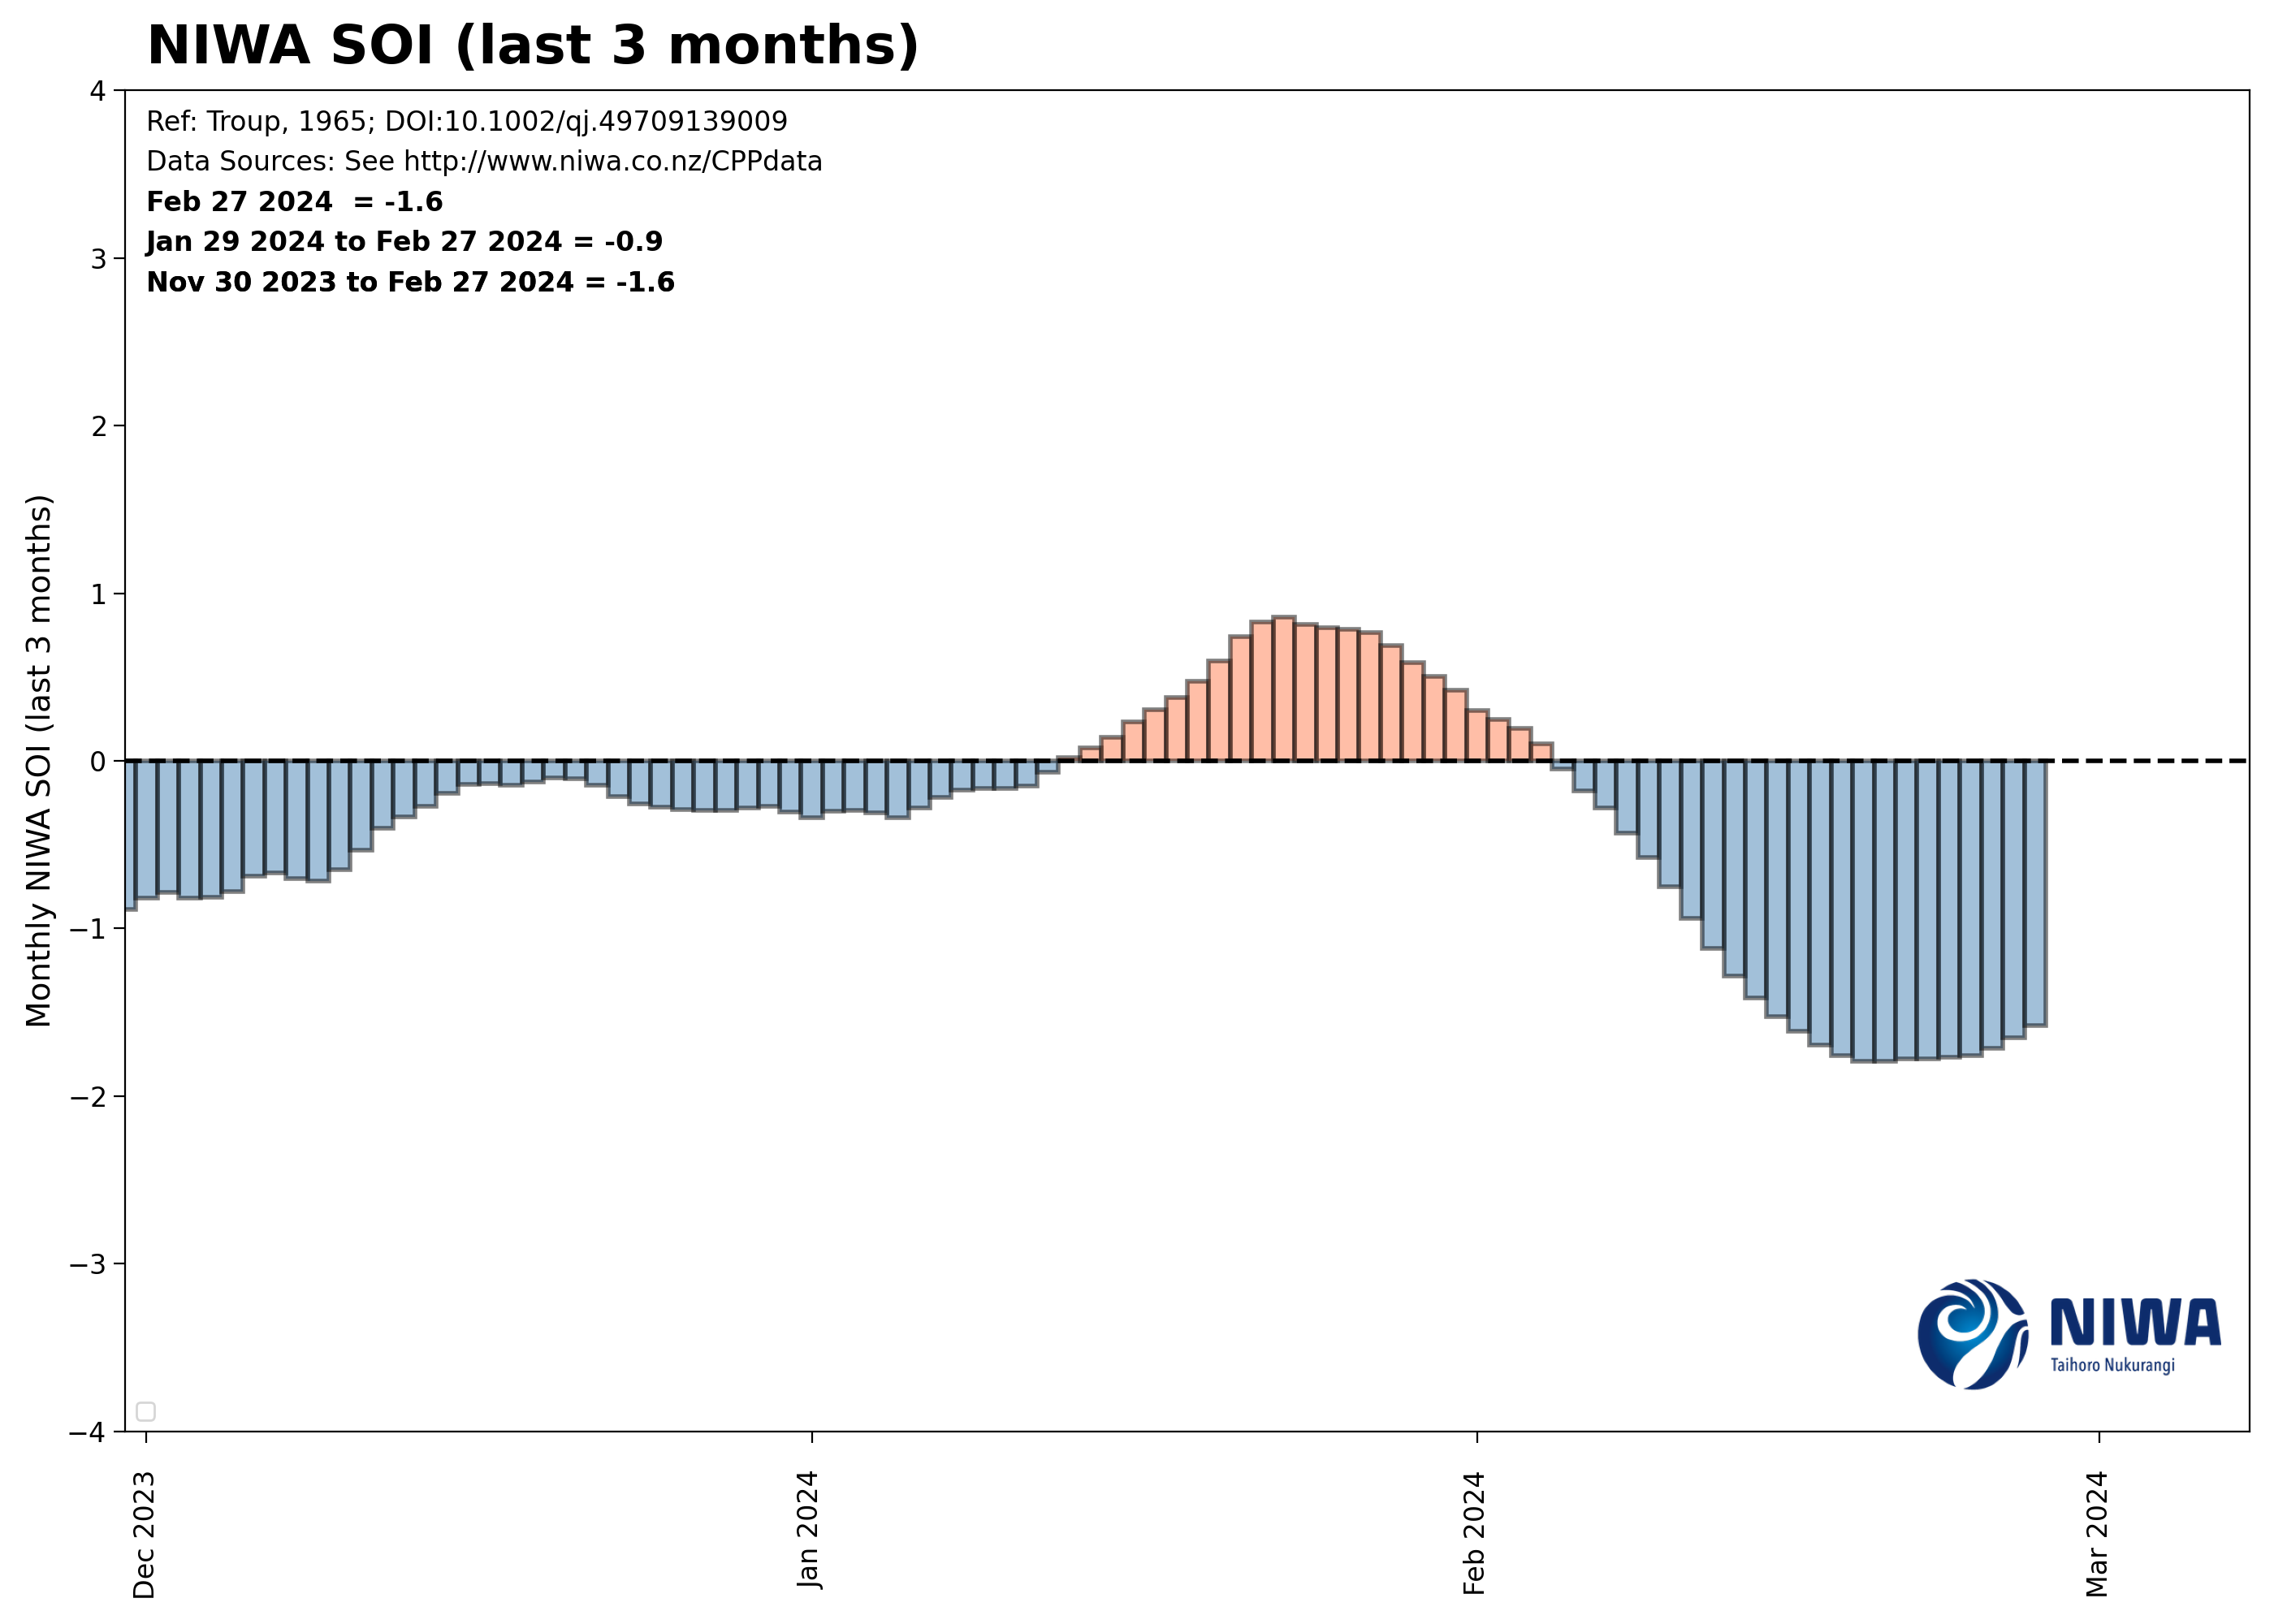 NIWA SOI (last 3 months)
Ref: Troup, 1965; DOI:10.1002/qj.49709139009
Data Sources: See http://www.niwa.co.nz/CPPdata
Feb 27 2024  = -1.6
Jan 29 2024 to Feb 27 2024 = -0.9
Nov 30 2023 to Feb 27 2024 = -1.6
Monthly NIWA SOI (last 3 months)
4
3
2
1
0
−1
−2
−3
−4
NIWA
Taihoro Nukurangi
Dec 2023
Jan 2024
Feb 2024
Mar 2024